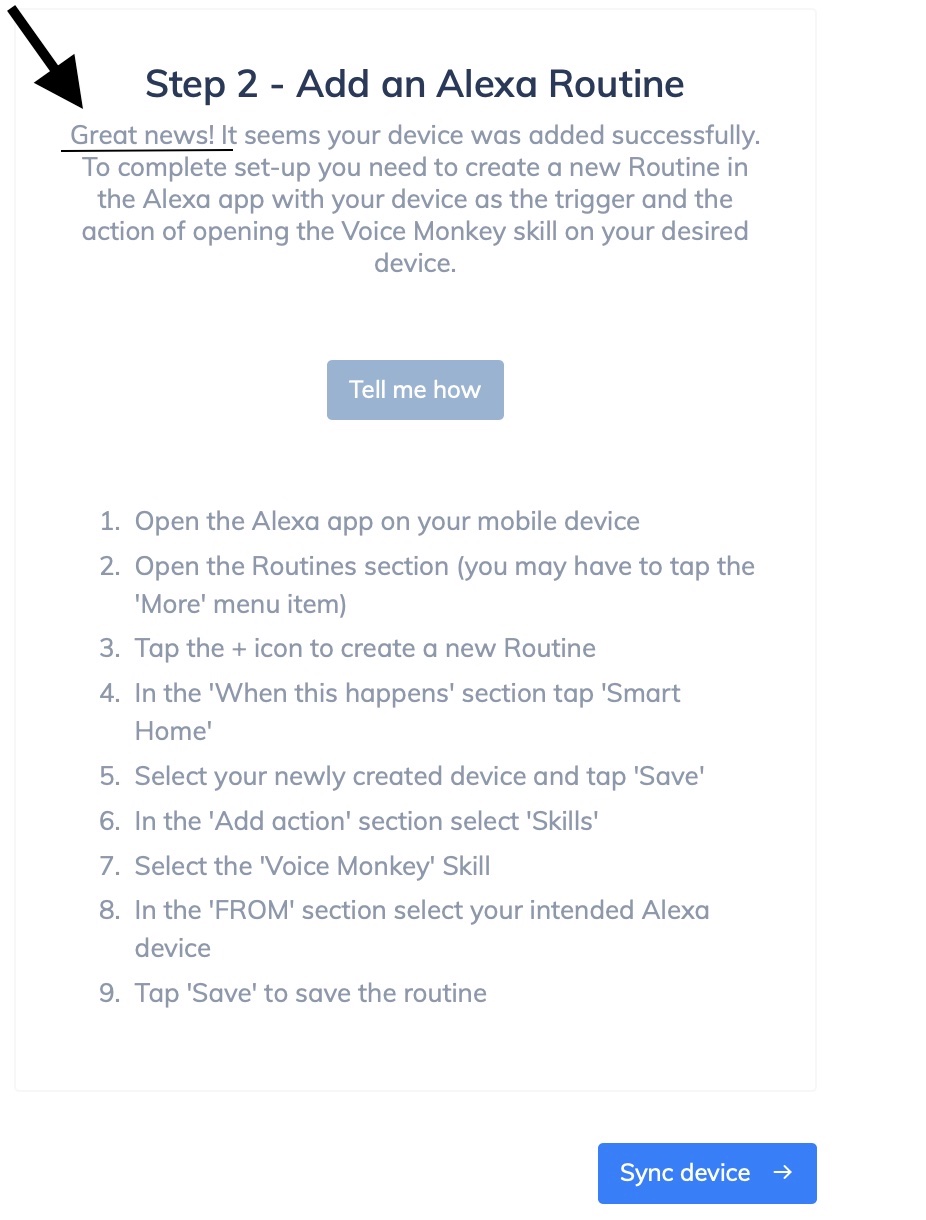 Step 2 - Add an Alexa Routine
Great news! It seems your device was added successfully.
To complete set-up you need to create a new Routine in
the Alexa app with your device as the trigger and the
action of opening the Voice Monkey skill on your desired
device.
Tell me how
1. Open the Alexa app on your mobile device
2. Open the Routines section (you may have to tap the
'More' menu item)
3. Tap the + icon to create a new Routine
4. In the 'When this happens' section tap 'Smart
Home'
5. Select your newly created device and tap 'Save'
6. In the 'Add action' section select 'Skills'
7. Select the 'Voice Monkey' Skill
8. In the 'FROM' section select your intended Alexa
device
9. Tap 'Save' to save the routine
Sync device →